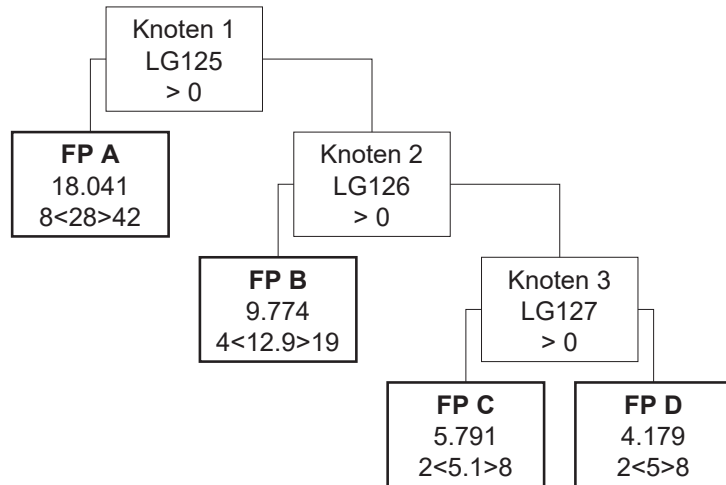 Knoten 1
LG125
> 0
FP A
18.041
8<28>42
Knoten 2
LG126
> 0
FP B
9.774
4<12.9>19
Knoten 3
LG127
> 0
FP C
5.791
2<5.1>8
FP D
4.179
2<5>8